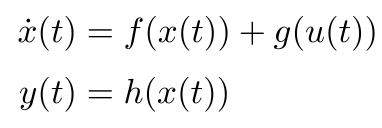 ẋ(t) = f(x(t)) + g(u(t))
y(t) = h(x(t))